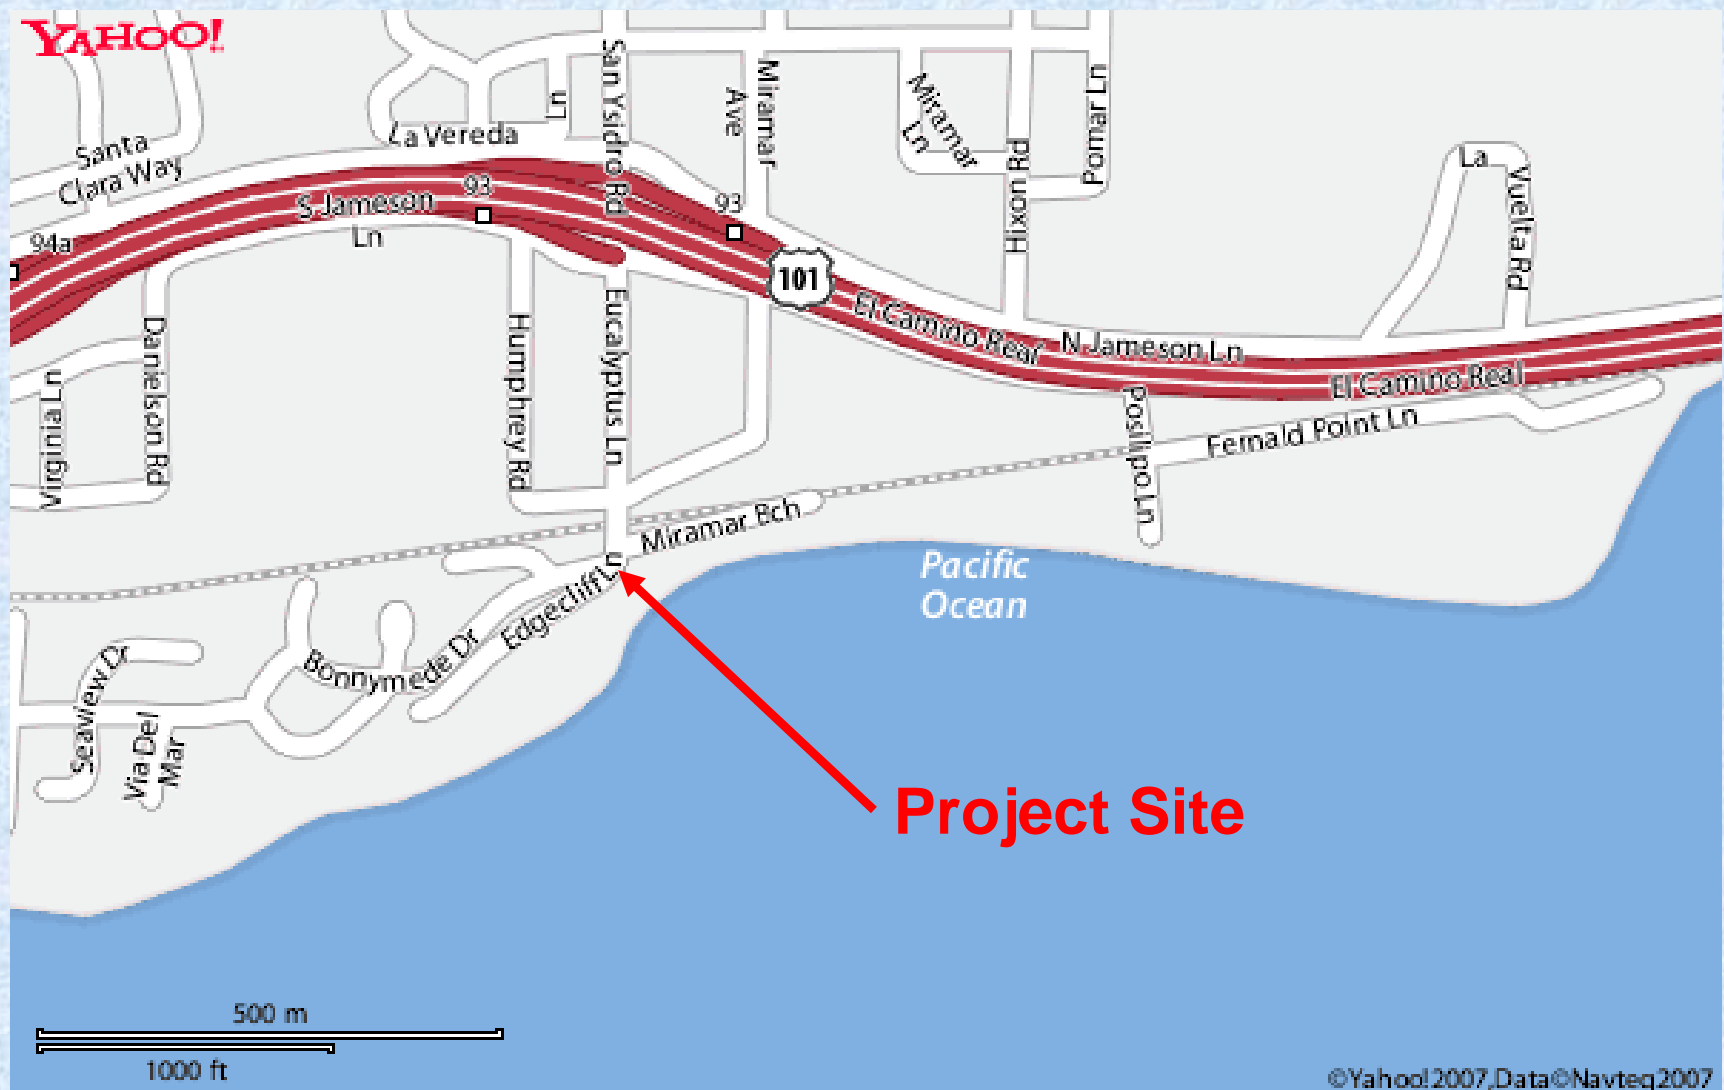 YAHOO!
San Ysidro Rd
Miramar
Ave
Miramar
Ln
Pomar Ln
Ln
La Vereda
Santa
Clara Way
Hixon Rd
La
Vuelta Rd
93
S Jameson
Ln
93
94a
101
El Camino Real
N Jameson Ln
El Camino Real
Danielson Rd
Virginia Ln
Humphrey Rd
Eucalyptus Ln
Posilipo Ln
Fernald Point Ln
Miramar Bch
Edgecliff Ln
Pacific
Ocean
Bonnymede Dr
Seaview Dr
Via Del
Mar
Project Site
500 m
1000 ft
©Yahoo!2007,Data©Navteq2007